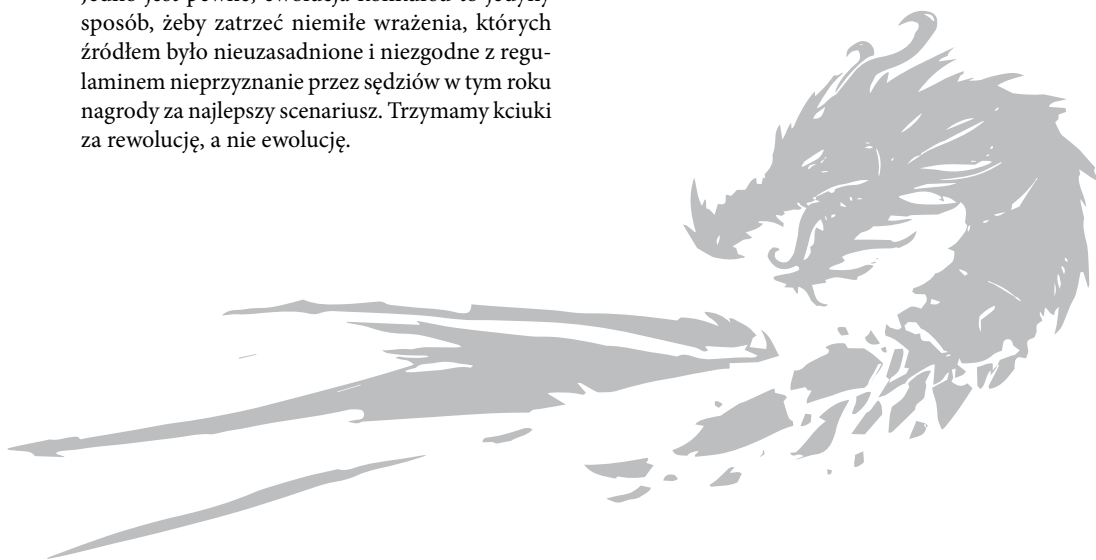 sposób, żeby zatrzeć niemiłe wrażenia, których
źródłem było nieuzasadnione i niezgodne z regu-
laminem nieprzyznanie przez sędziów w tym roku
nagrody za najlepszy scenariusz. Trzymamy kciuki
za rewolucję, a nie ewolucję.